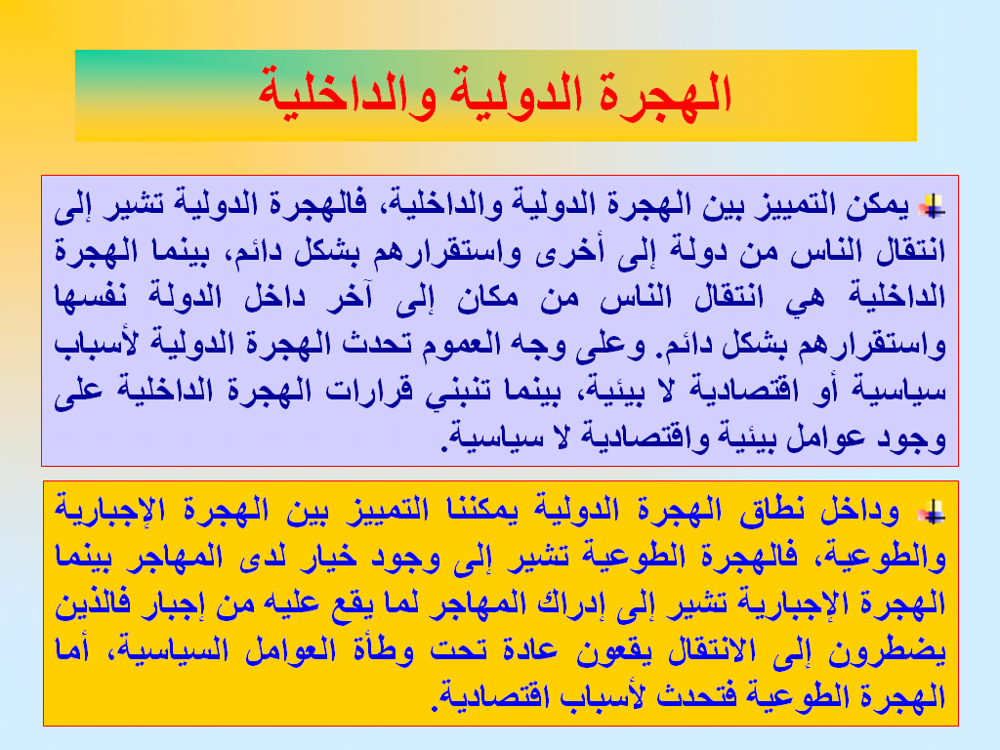 الهجرة الدولية والداخلية
يمكن التمييز بين الهجرة الدولية والداخلية، فالهجرة الدولية تشير إلى
انتقال الناس من دولة إلى أخرى واستقرارهم بشكل دائم، بينما الهجرة
الداخلية هي انتقال الناس من مكان إلى آخر داخل الدولة نفسها
واستقرارهم بشكل دائم. وعلى وجه العموم تحدث الهجرة الدولية لأسباب
سياسية أو اقتصادية لا بيئية، بينما تنبني قرارات الهجرة الداخلية على
وجود عوامل بيئية واقتصادية لا سياسية.
وداخل نطاق الهجرة الدولية يمكننا التمييز بين الهجرة الإجبارية
والطوعية، فالهجرة الطوعية تشير إلى وجود خيار لدى المهاجر بينما
الهجرة الإجبارية تشير إلى إدراك المهاجر لما يقع عليه من إجبار فالذين
يضطرون إلى الانتقال يقعون عادة تحت وطأة العوامل السياسية، أما
الهجرة الطوعية فتحدث لأسباب اقتصادية.